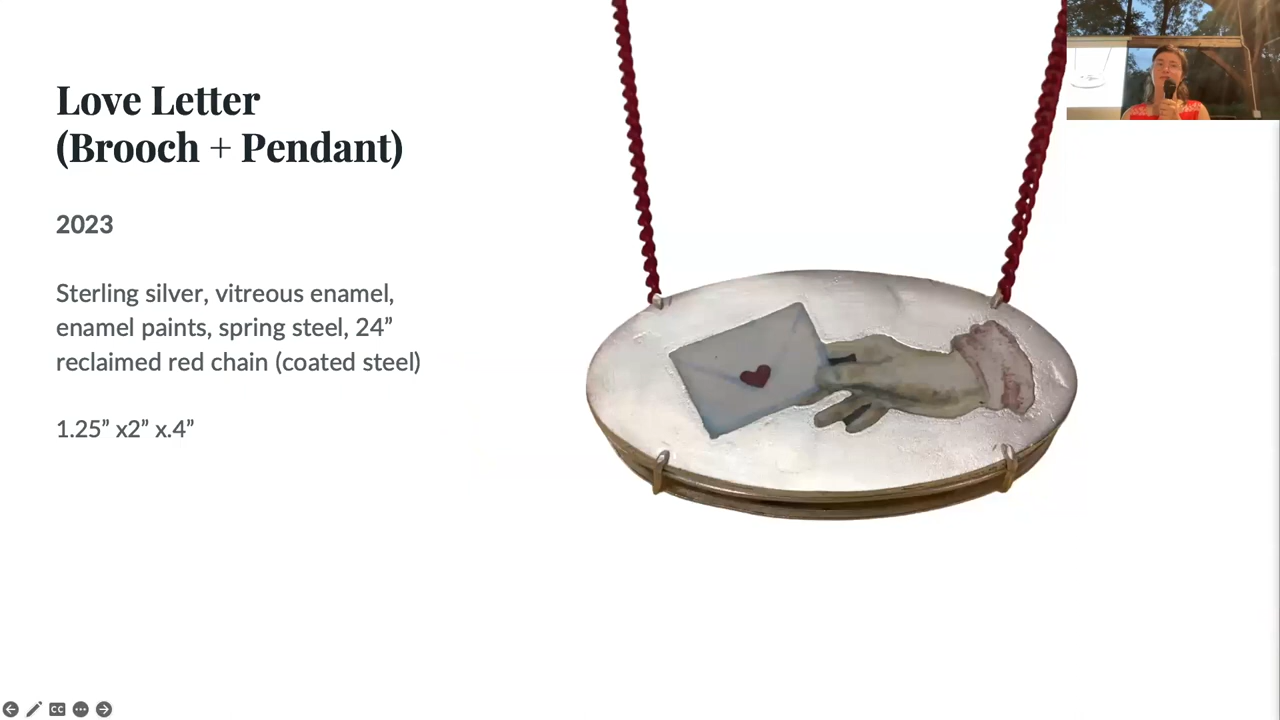 Love Letter
(Brooch + Pendant)
2023
Sterling silver, vitreous enamel,
enamel paints, spring steel, 24”
reclaimed red chain (coated steel)
1.25” x2” x.4”
CC